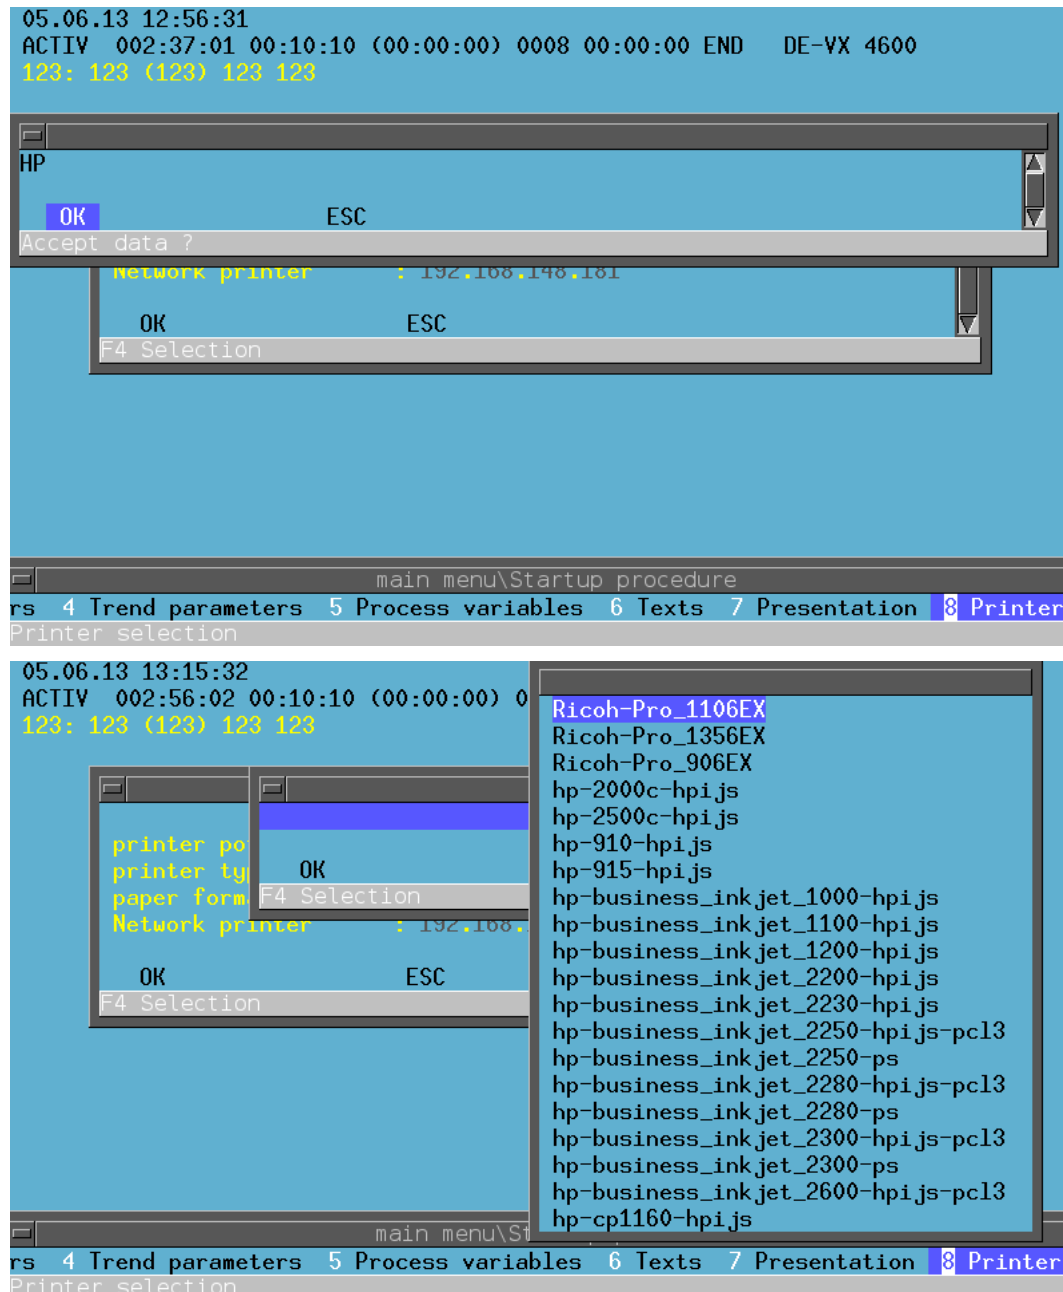 05.06.13 12:56:31
ACTIV 002:37:01 00:10:10 (00:00:00) 0008 00:00:00 END DE-VX 4600
123: 123 (123) 123 123
HP
OK ESC
Accept data ?
Network printer : 192.168.148.181
OK ESC
F4 Selection
main menu\Startup procedure
rs 4 Trend parameters 5 Process variables 6 Texts 7 Presentation 8 Printer
Printer selection
05.06.13 13:15:32
ACTIV 002:56:02 00:10:10 (00:00:00) 0
123: 123 (123) 123 123
printer po
printer ty
paper form
Network printer : 192.168.
OK ESC
F4 Selection
OK
F4 Selection
Ricoh-Pro_1106EX
Ricoh-Pro_1356EX
Ricoh-Pro_906EX
hp-2000c-hpijs
hp-2500c-hpijs
hp-910-hpijs
hp-915-hpijs
hp-business_inkjet_1000-hpijs
hp-business_inkjet_1100-hpijs
hp-business_inkjet_1200-hpijs
hp-business_inkjet_2200-hpijs
hp-business_inkjet_2230-hpijs
hp-business_inkjet_2250-hpijs-pcl3
hp-business_inkjet_2250-ps
hp-business_inkjet_2280-hpijs-pcl3
hp-business_inkjet_2280-ps
hp-business_inkjet_2300-hpijs-pcl3
hp-business_inkjet_2300-ps
hp-business_inkjet_2600-hpijs-pcl3
hp-cp1160-hpijs
main menu\St
rs 4 Trend parameters 5 Process variables 6 Texts 7 Presentation 8 Printer
Printer selection